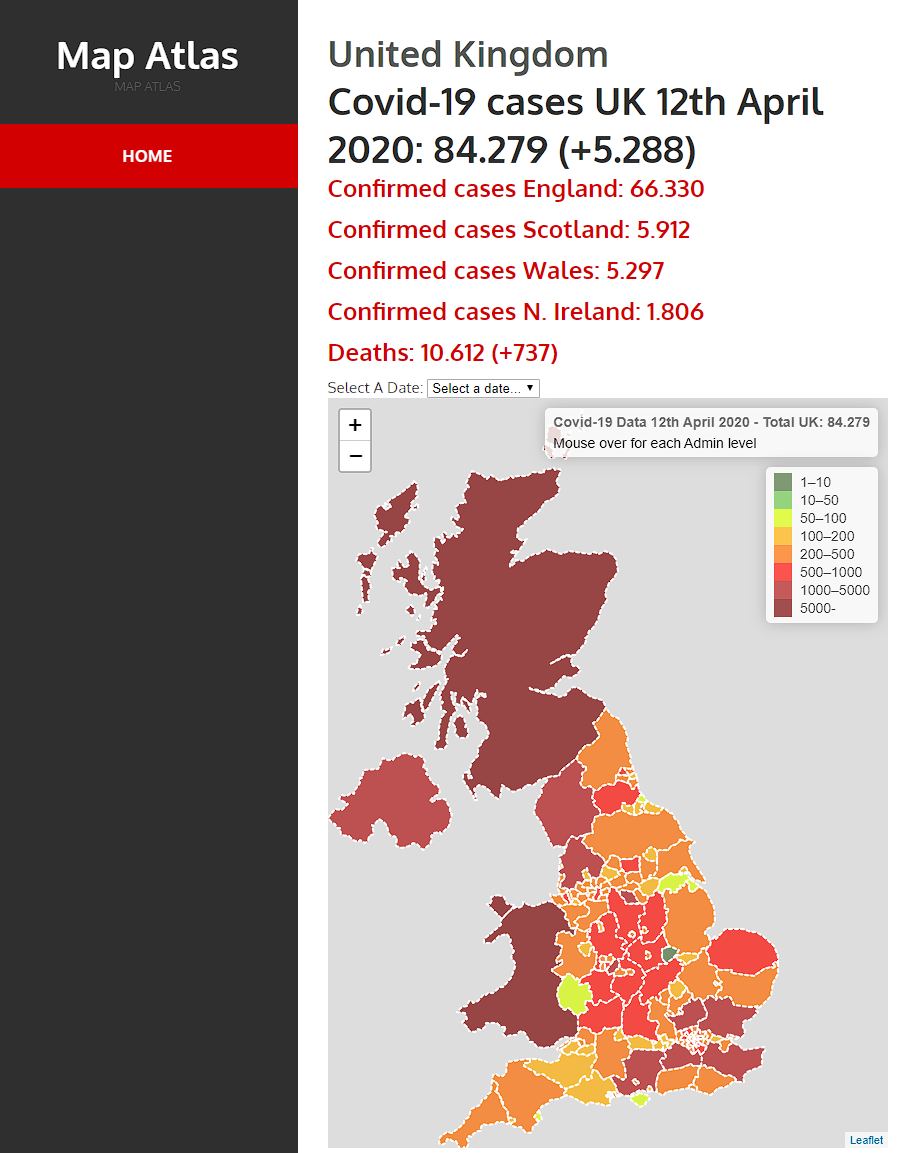 Map Atlas
MAP ATLAS
HOME
United Kingdom
Covid-19 cases UK 12th April
2020: 84.279 (+5.288)
Confirmed cases England: 66.330
Confirmed cases Scotland: 5.912
Confirmed cases Wales: 5.297
Confirmed cases N. Ireland: 1.806
Deaths: 10.612 (+737)
Select A Date: Select a date...
+
−
Covid-19 Data 12th April 2020 - Total UK: 84.279
Mouse over for each Admin level
1–10
10–50
50–100
100–200
200–500
500–1000
1000–5000
5000-
Leaflet